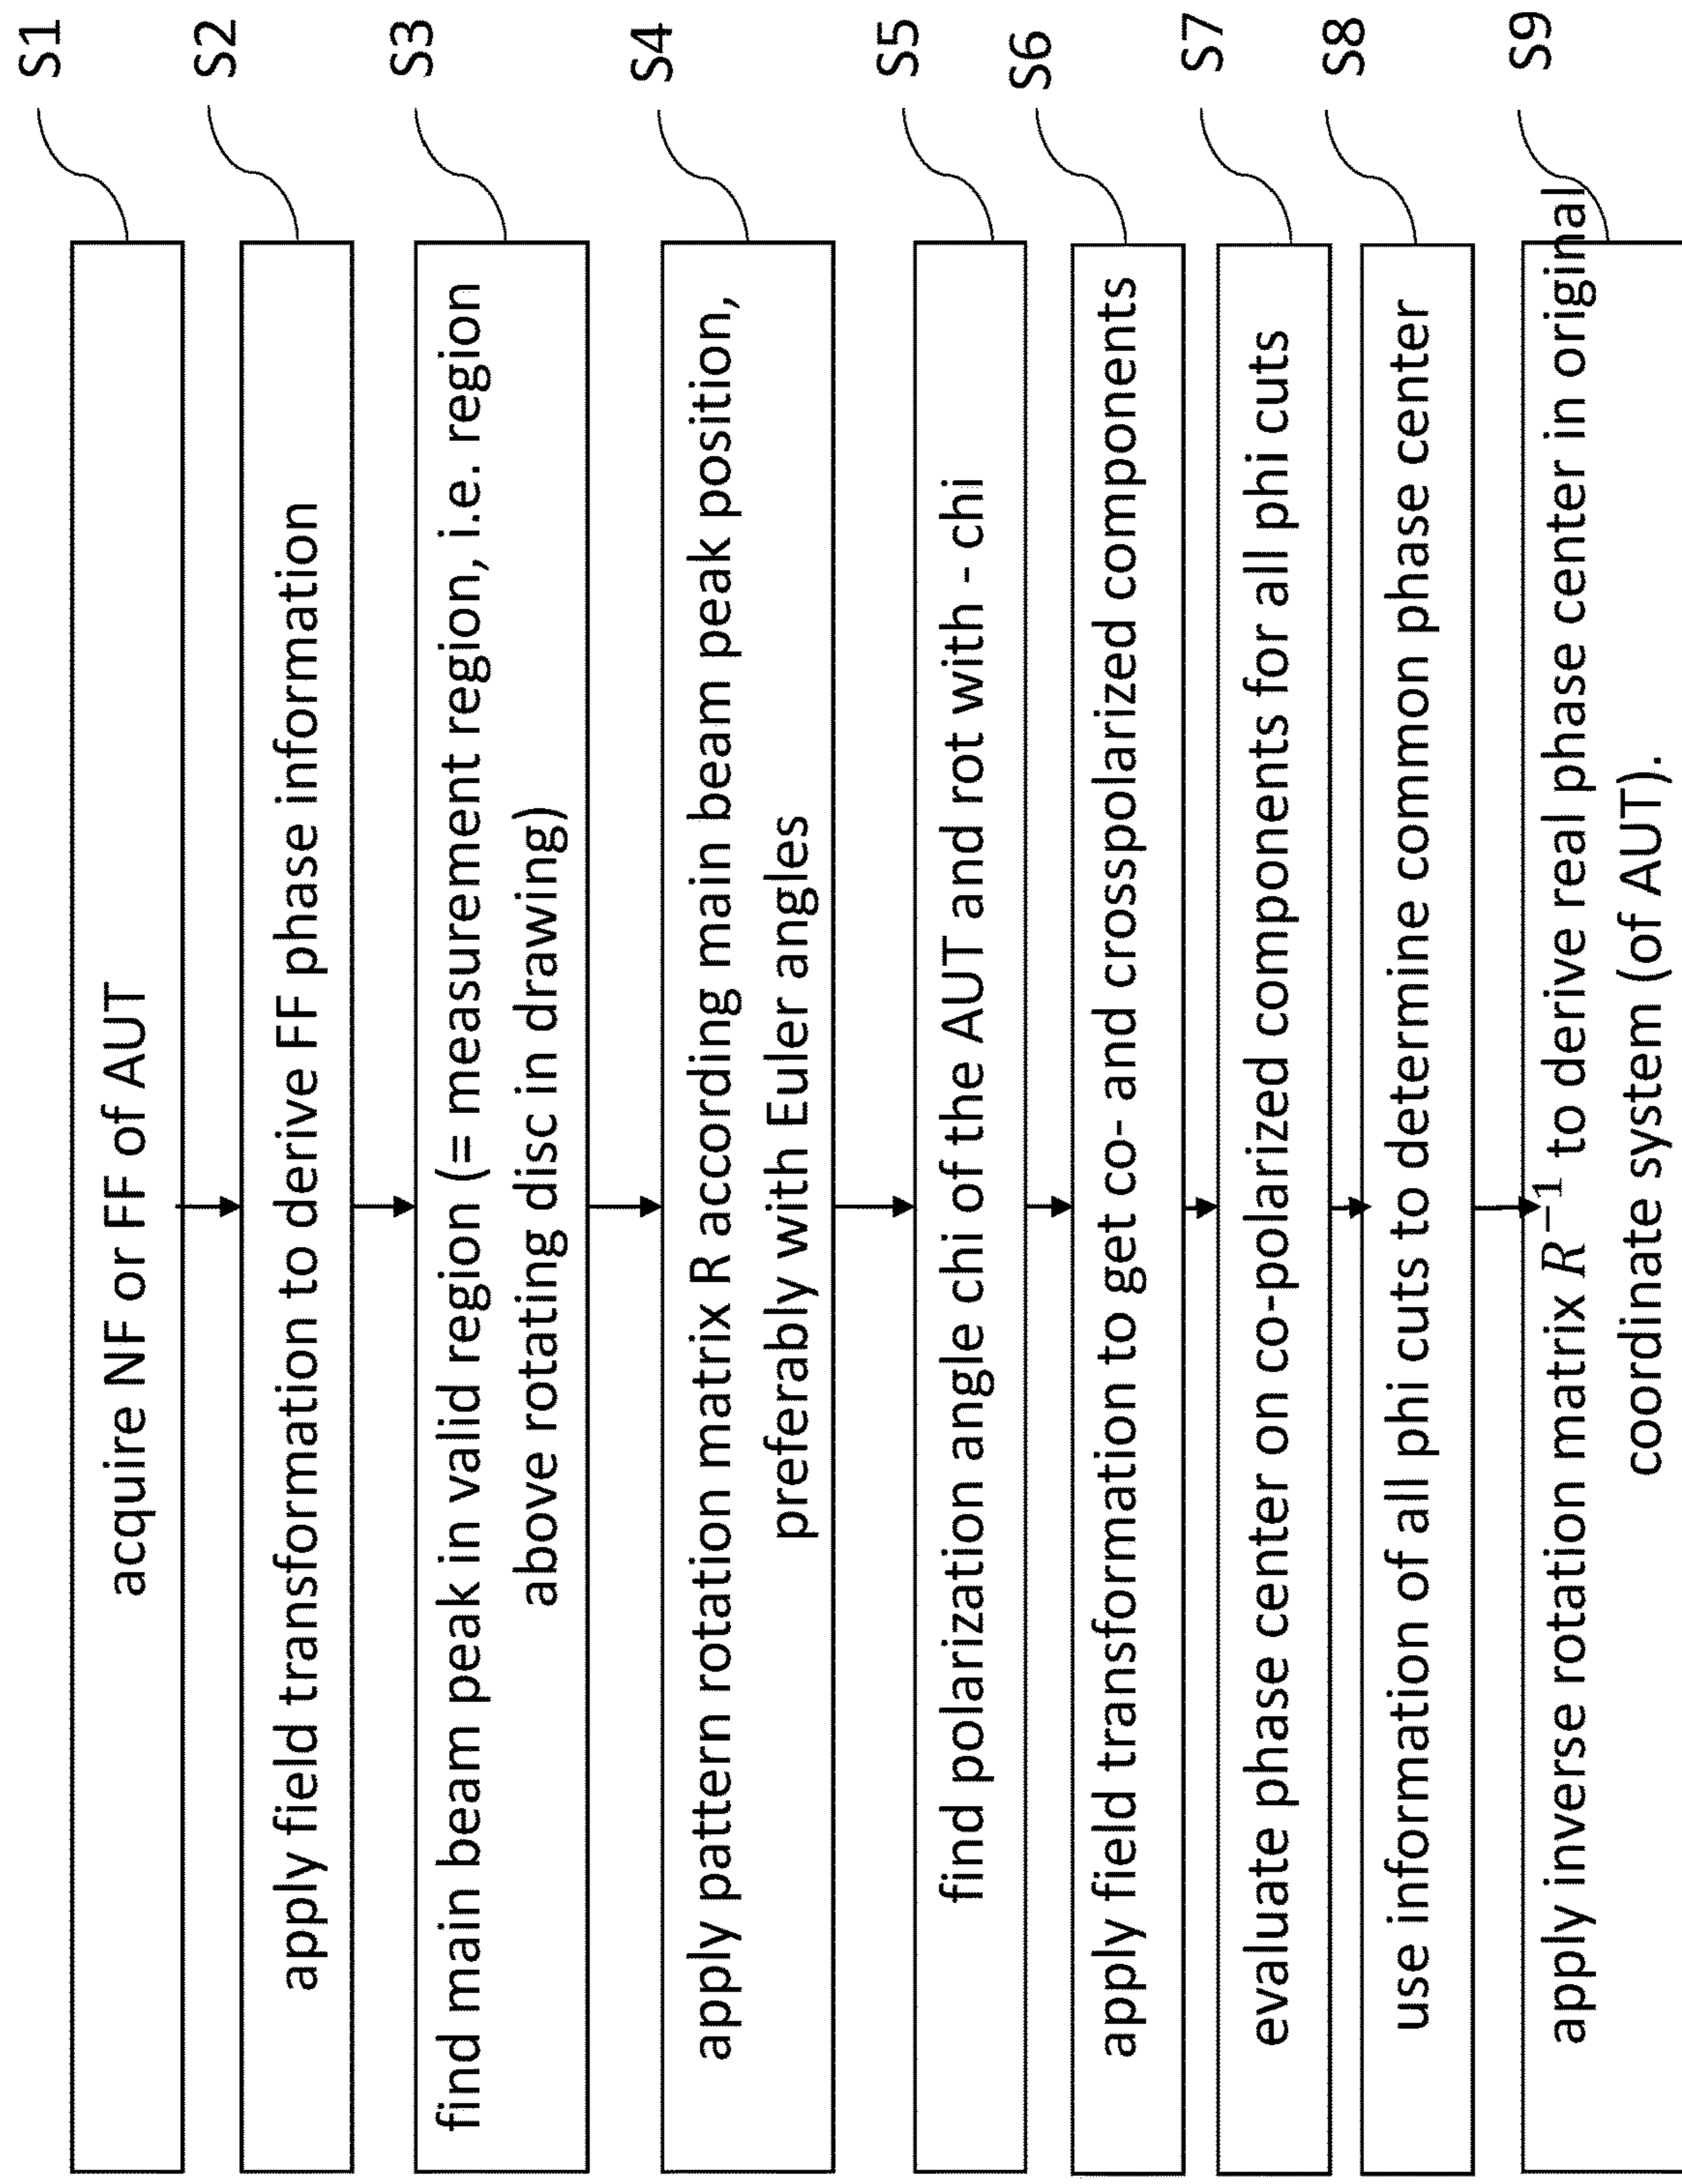 S1
acquire NF or FF of AUT
S2
apply field transformation to derive FF phase information
S3
find main beam peak in valid region (= measurement region, i.e. region
above rotating disc in drawing)
S4
apply pattern rotation matrix R according main beam peak position,
preferably with Euler angles
S5
find polarization angle chi of the AUT and rot with - chi
S6
apply field transformation to get co- and crosspolarized components
S7
evaluate phase center on co-polarized components for all phi cuts
S8
use information of all phi cuts to determine common phase center
S9
apply inverse rotation matrix R⁻¹ to derive real phase center in original
coordinate system (of AUT).